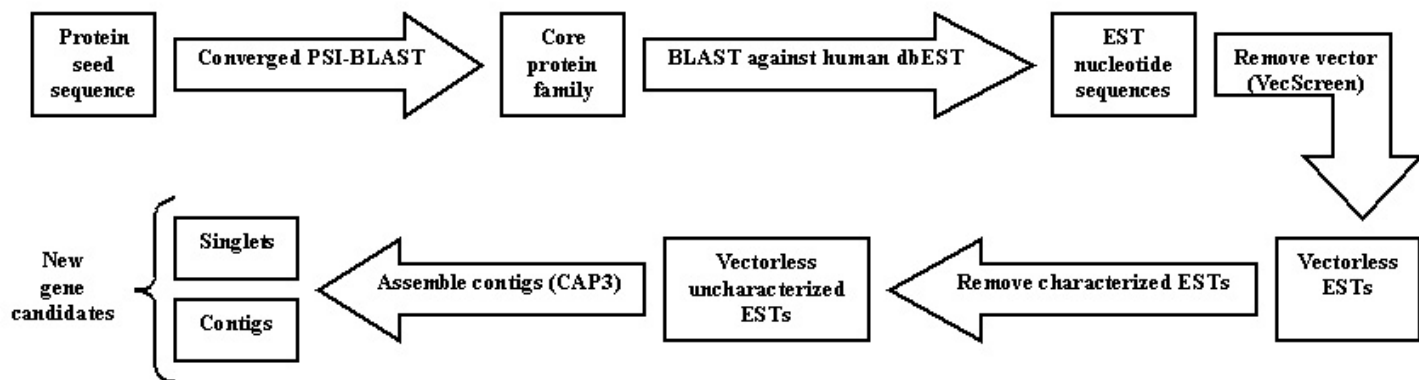 Protein
seed
sequence
Converged PSI-BLAST
Core
protein
family
BLAST against human dbEST
EST
nucleotide
sequences
Remove vector
(VecScreen)
Vectorless
ESTs
Remove characterized ESTs
Vectorless
uncharacterized
ESTs
Assemble contigs (CAP3)
Singlets
Contigs
New
gene
candidates